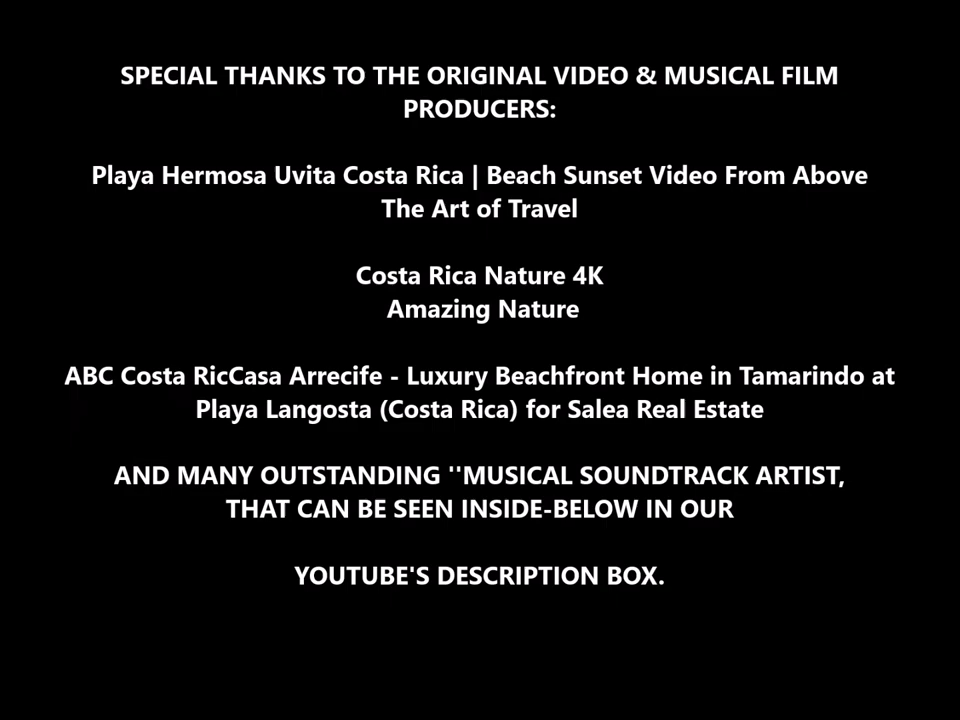 SPECIAL THANKS TO THE ORIGINAL VIDEO & MUSICAL FILM
PRODUCERS:
Playa Hermosa Uvita Costa Rica | Beach Sunset Video From Above
The Art of Travel
Costa Rica Nature 4K
Amazing Nature
ABC Costa RicCasa Arrecife - Luxury Beachfront Home in Tamarindo at
Playa Langosta (Costa Rica) for Salea Real Estate
AND MANY OUTSTANDING ''MUSICAL SOUNDTRACK ARTIST,
THAT CAN BE SEEN INSIDE-BELOW IN OUR
YOUTUBE'S DESCRIPTION BOX.